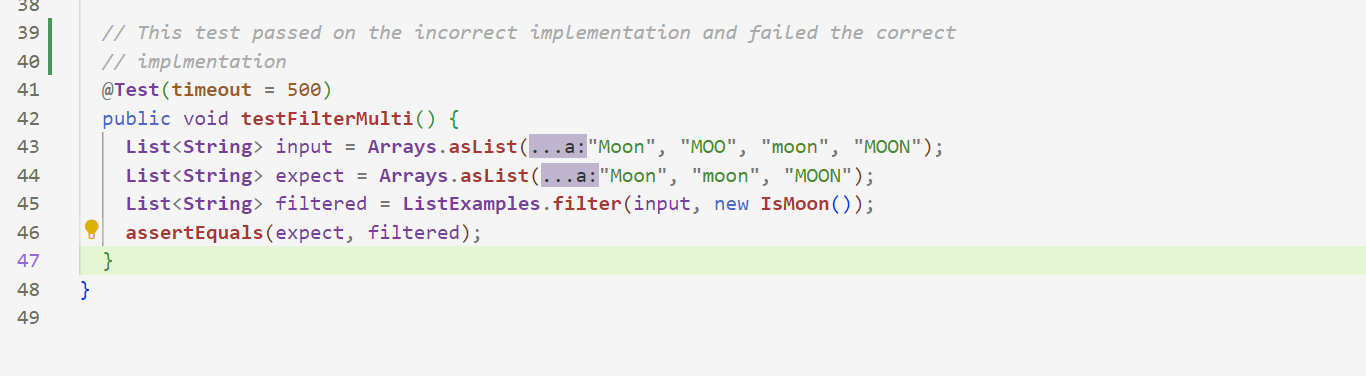 38
39 // This test passed on the incorrect implementation and failed the correct
40 // implmentation
41 @Test(timeout = 500)
42 public void testFilterMulti() {
43 List<String> input = Arrays.asList(...a:"Moon", "MOO", "moon", "MOON");
44 List<String> expect = Arrays.asList(...a:"Moon", "moon", "MOON");
45 List<String> filtered = ListExamples.filter(input, new IsMoon());
46 assertEquals(expect, filtered);
47 }
48 }
49